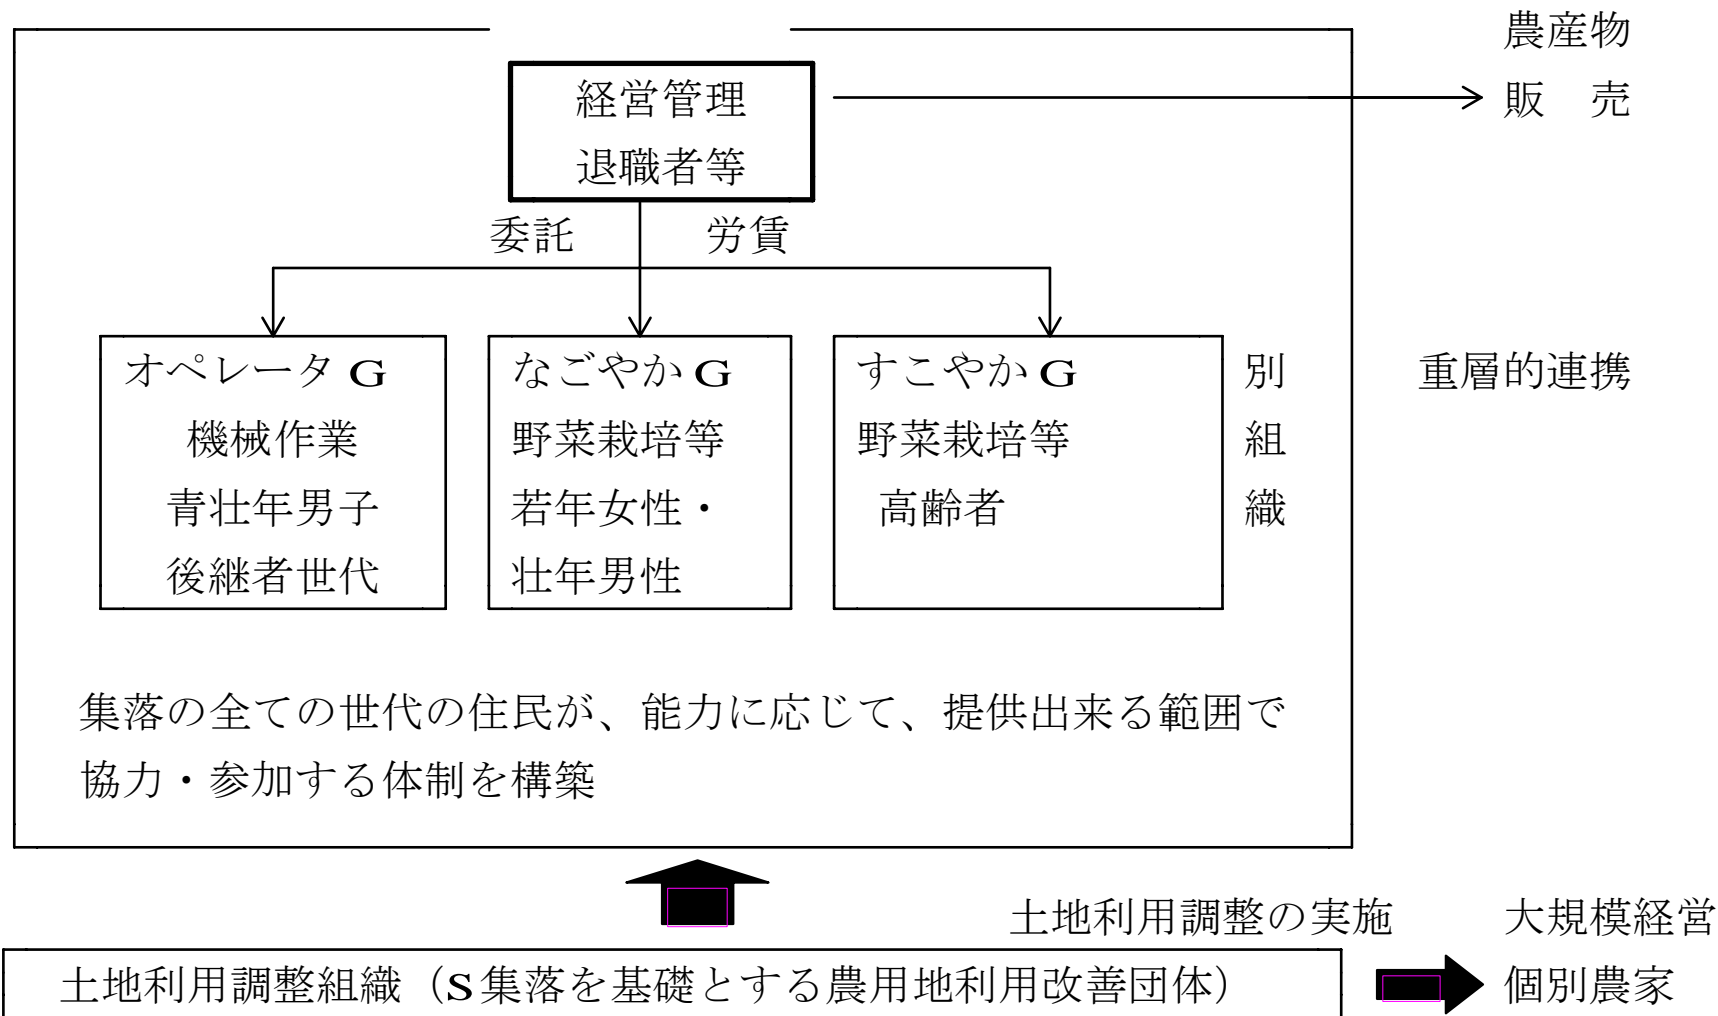 農産物
経営管理
販　売
退職者等
委託　労賃
オペレータ G
機械作業
青壮年男子
後継者世代
なごやか G
野菜栽培等
若年女性・
壮年男性
すこやか G
野菜栽培等
高齢者
別
組
織
重層的連携
集落の全ての世代の住民が、能力に応じて、提供出来る範囲で
協力・参加する体制を構築
土地利用調整の実施
大規模経営
土地利用調整組織（S集落を基礎とする農用地利用改善団体）
個別農家